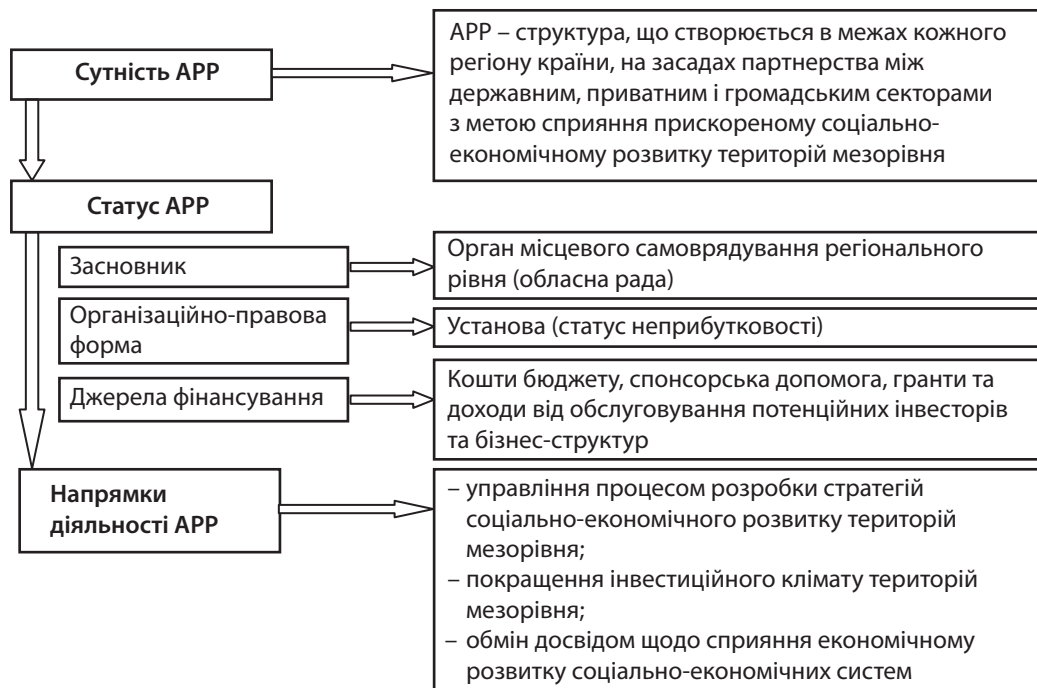 Сутність АРР
АРР – структура, що створюється в межах кожного
регіону країни, на засадах партнерства між
державним, приватним і громадським секторами
з метою сприяння прискореному соціально-
економічному розвитку територій мезорівня
Статус АРР
Засновник
Орган місцевого самоврядування регіонального
рівня (обласна рада)
Організаційно-правова
форма
Установа (статус неприбутковості)
Джерела фінансування
Кошти бюджету, спонсорська допомога, гранти та
доходи від обслуговування потенційних інвесторів
та бізнес-структур
Напрямки
діяльності АРР
– управління процесом розробки стратегій
соціально-економічного розвитку територій
мезорівня;
– покращення інвестиційного клімату територій
мезорівня;
– обмін досвідом щодо сприяння економічному
розвитку соціально-економічних систем